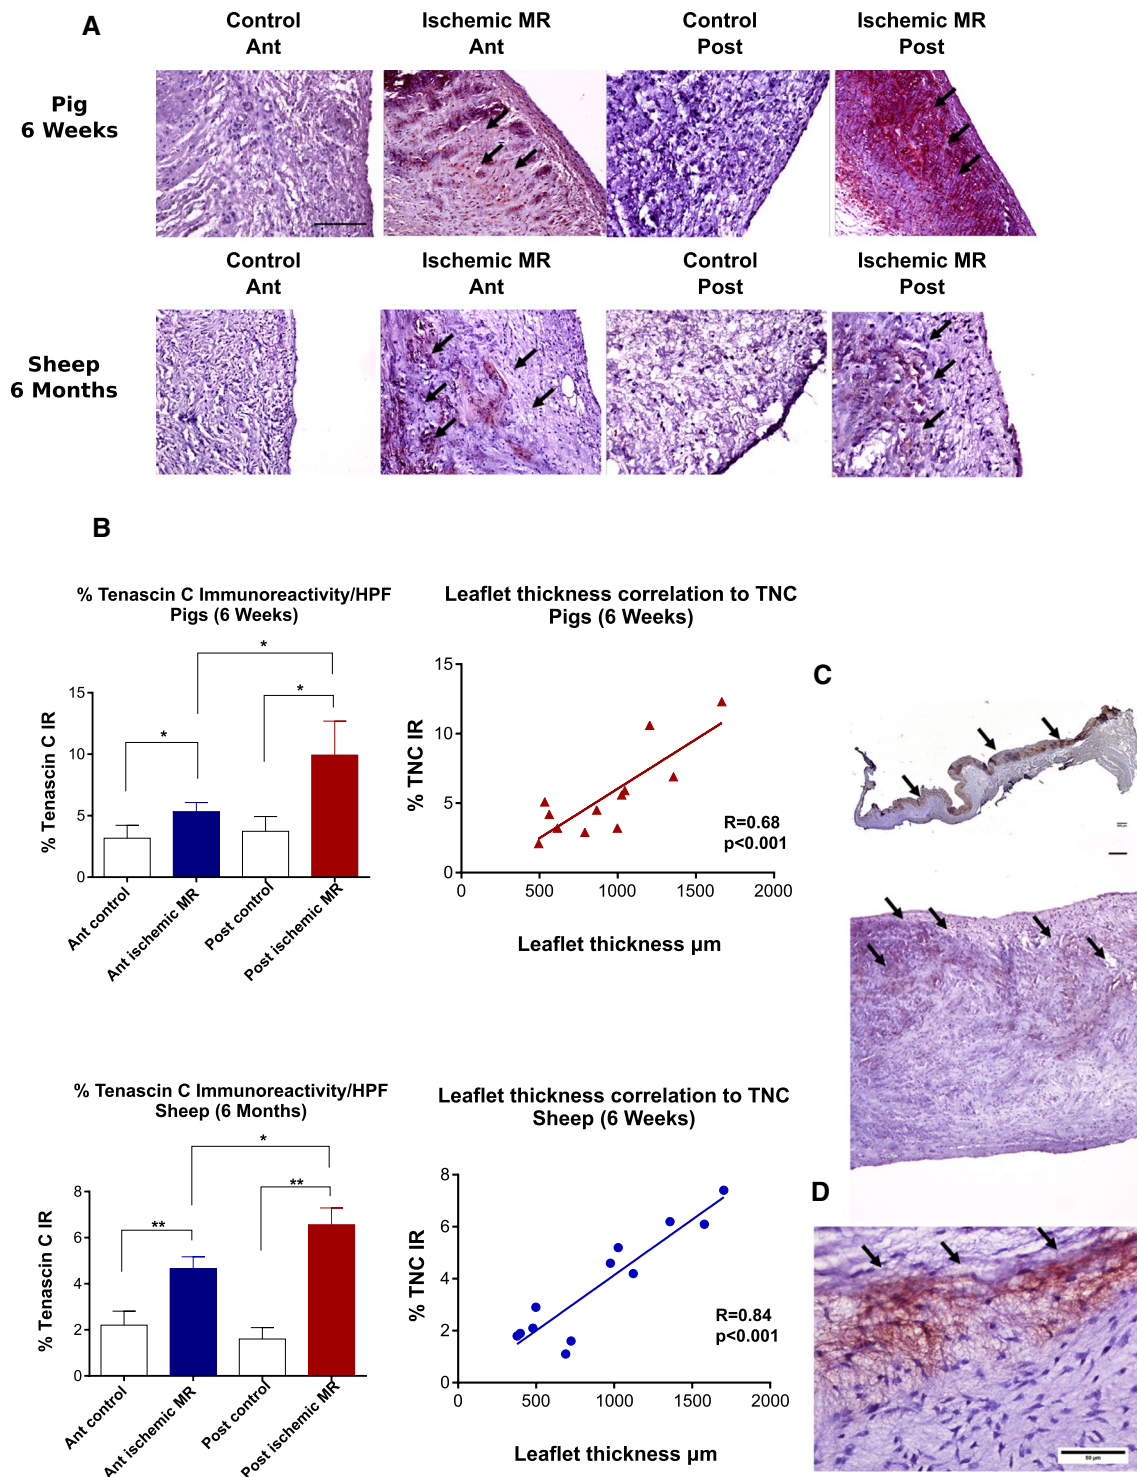 A
Control
Ant
Ischemic MR
Ant
Control
Post
Ischemic MR
Post
Pig
6 Weeks
Control
Ant
Ischemic MR
Ant
Control
Post
Ischemic MR
Post
Sheep
6 Months
B
% Tenascin C Immunoreactivity/HPF
Pigs (6 Weeks)
*
*
*
% Tenascin C IR
15
10
5
0
Ant control
Ant ischemic MR
Post control
Post ischemic MR
Leaflet thickness correlation to TNC
Pigs (6 Weeks)
% TNC IR
15
10
5
0
R=0.68
p<0.001
0
500
1000
1500
2000
Leaflet thickness µm
C
% Tenascin C Immunoreactivity/HPF
Sheep (6 Months)
*
**
**
% Tenascin C IR
8
6
4
2
0
Ant control
Ant ischemic MR
Post control
Post ischemic MR
Leaflet thickness correlation to TNC
Sheep (6 Weeks)
% TNC IR
8
6
4
2
0
R=0.84
p<0.001
0
500
1000
1500
2000
Leaflet thickness µm
D
50 µm